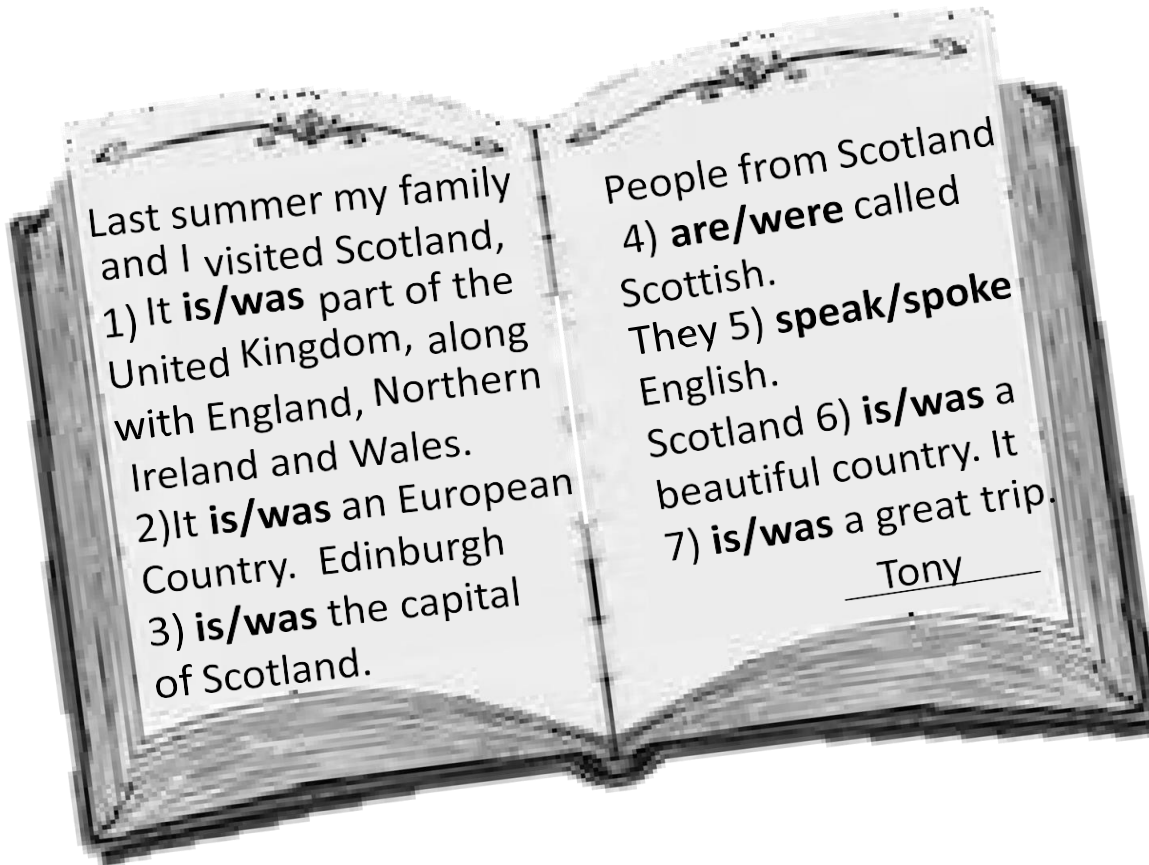 Last summer my family
and I visited Scotland,
1) It is/was part of the
United Kingdom, along
with England, Northern
Ireland and Wales.
2)It is/was an European
Country. Edinburgh
3) is/was the capital
of Scotland.
People from Scotland
4) are/were called
Scottish.
They 5) speak/spoke
English.
Scotland 6) is/was a
beautiful country. It
7) is/was a great trip.
Tony